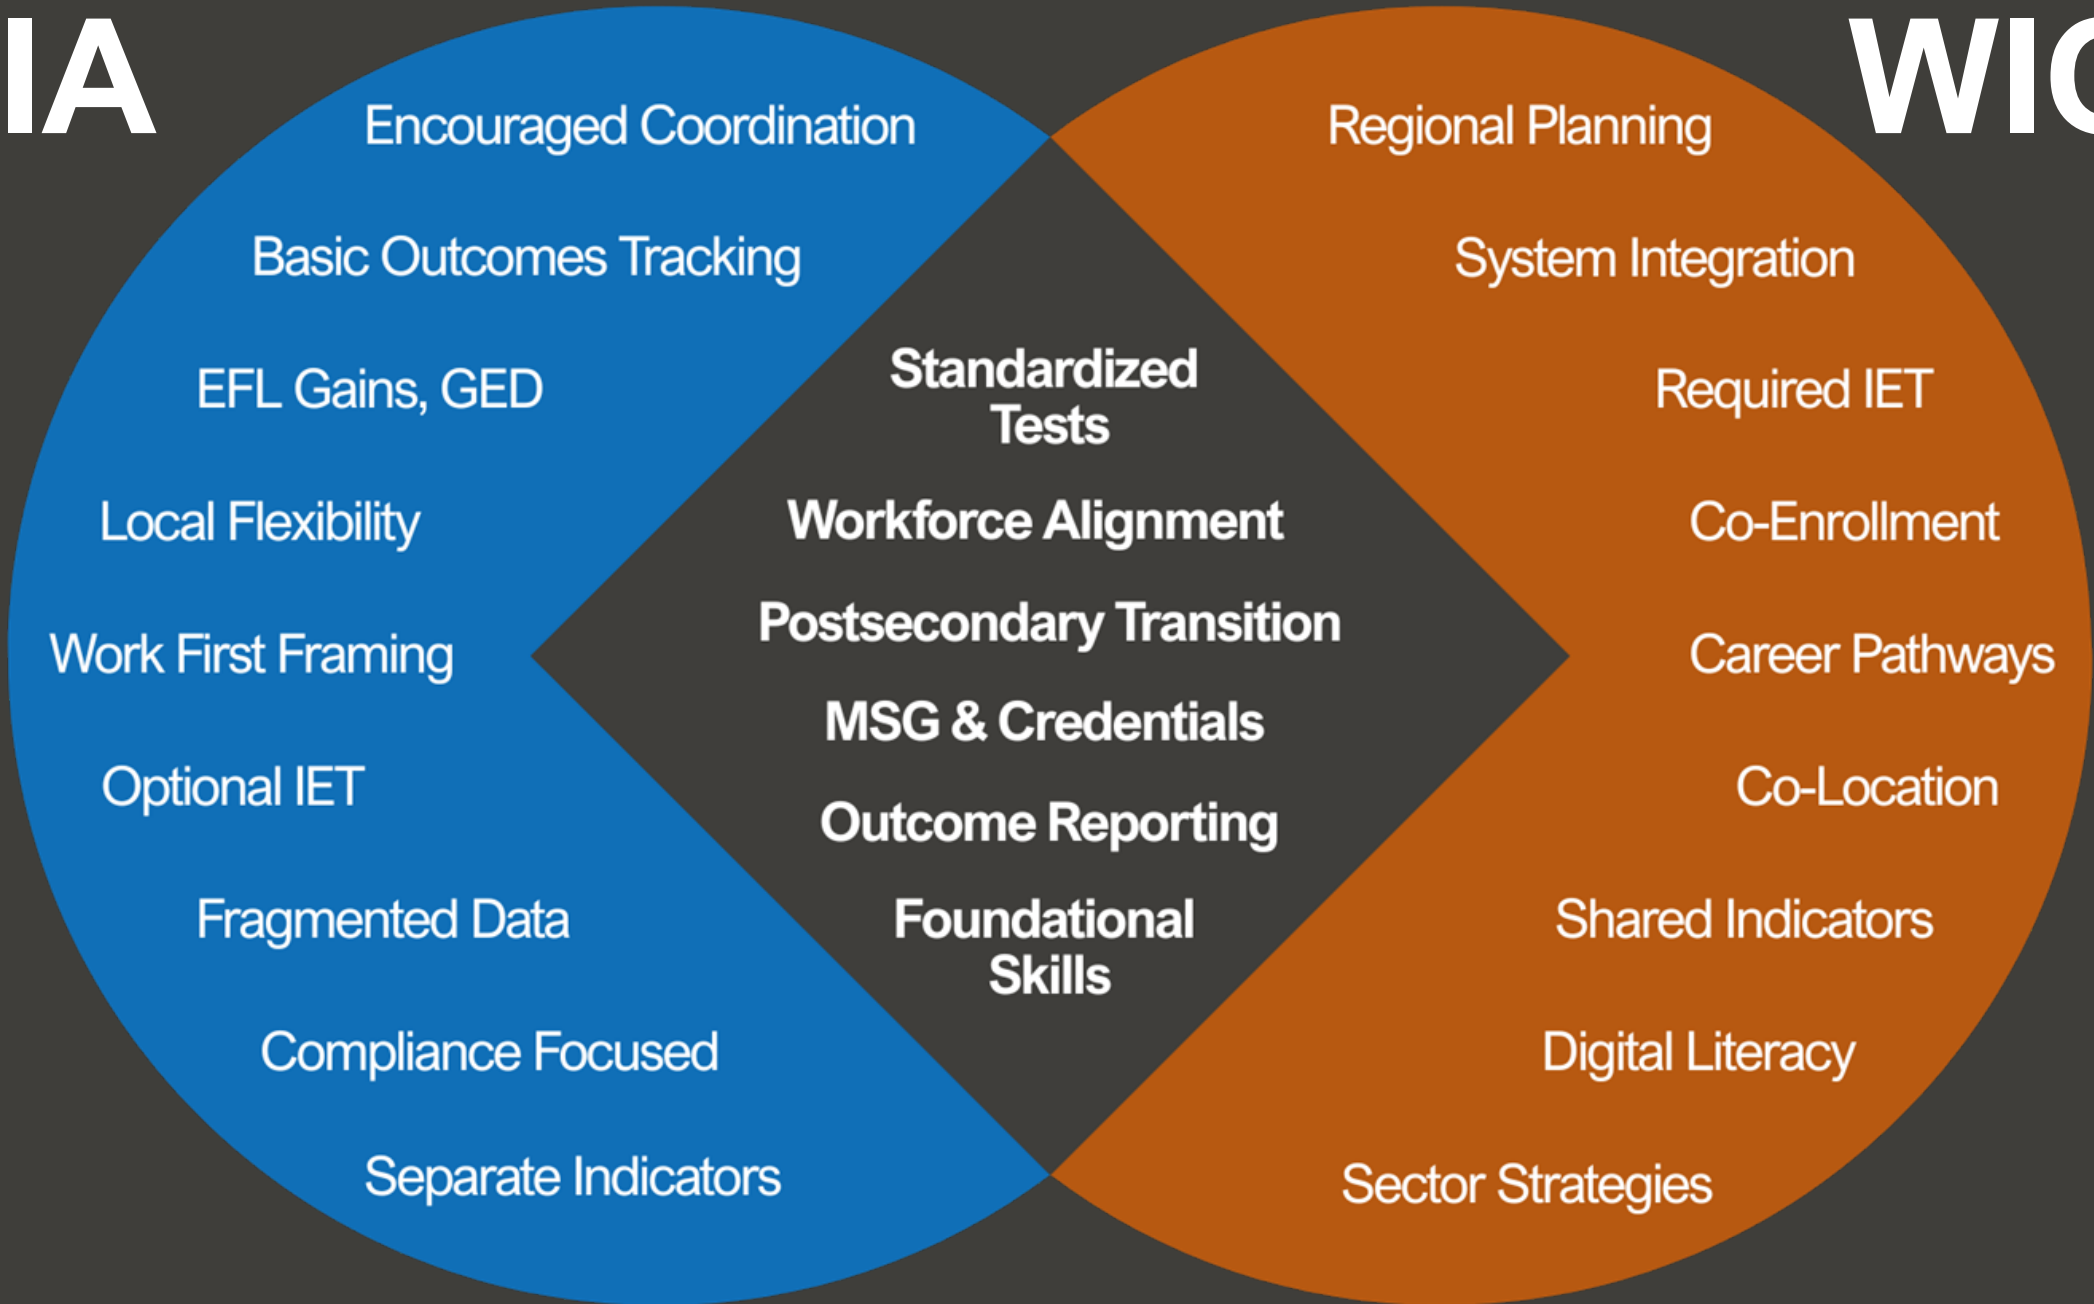 IA
WIO
Encouraged Coordination
Basic Outcomes Tracking
EFL Gains, GED
Local Flexibility
Work First Framing
Optional IET
Fragmented Data
Compliance Focused
Separate Indicators
Standardized
Tests
Workforce Alignment
Postsecondary Transition
MSG & Credentials
Outcome Reporting
Foundational
Skills
Regional Planning
System Integration
Required IET
Co-Enrollment
Career Pathways
Co-Location
Shared Indicators
Digital Literacy
Sector Strategies